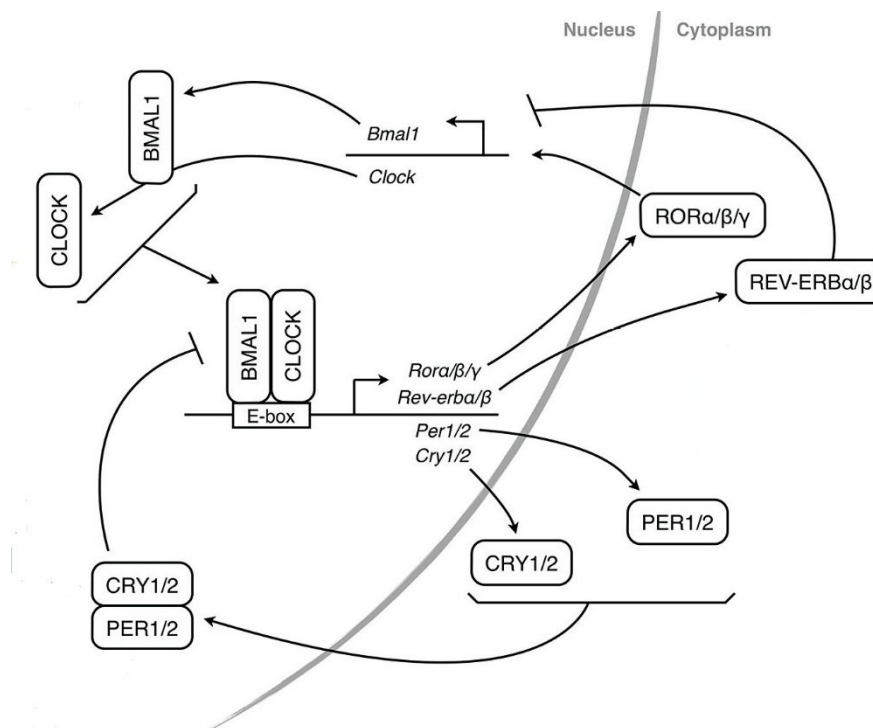 Nucleus Cytoplasm
BMAL1
Bmal1
Clock
CLOCK
RORα/β/γ
REV-ERBα/β
BMAL1
CLOCK
E-box
Rorα/β/γ
Rev-erbα/β
Per1/2
Cry1/2
PER1/2
CRY1/2
CRY1/2
PER1/2